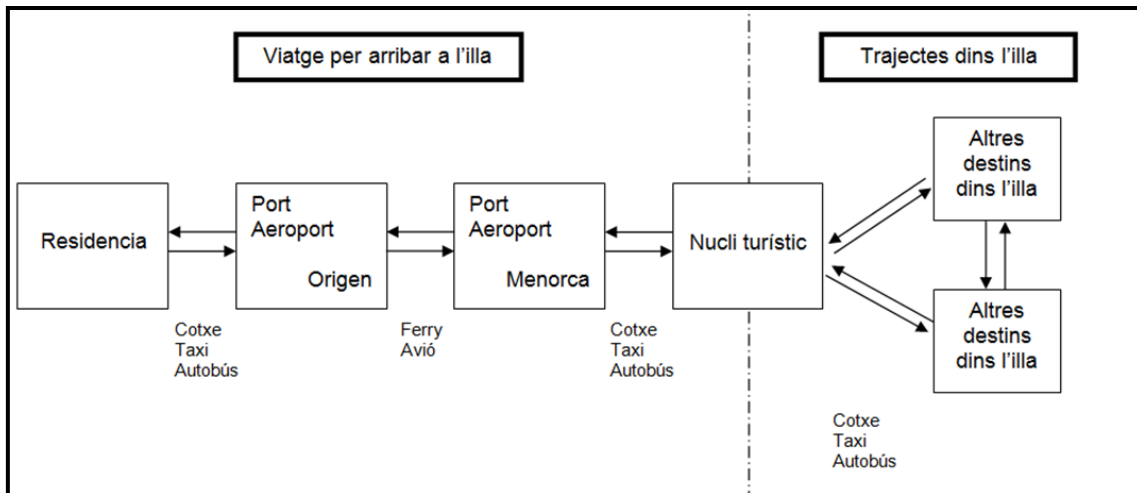 Viatge per arribar a l'illa
Trajectes dins l'illa
Residencia
Port
Aeroport
Origen
Port
Aeroport
Menorca
Nucli turístic
Altres
destins
dins l'illa
Altres
destins
dins l'illa
Cotxe
Taxi
Autobús
Ferry
Avió
Cotxe
Taxi
Autobús
Cotxe
Taxi
Autobús